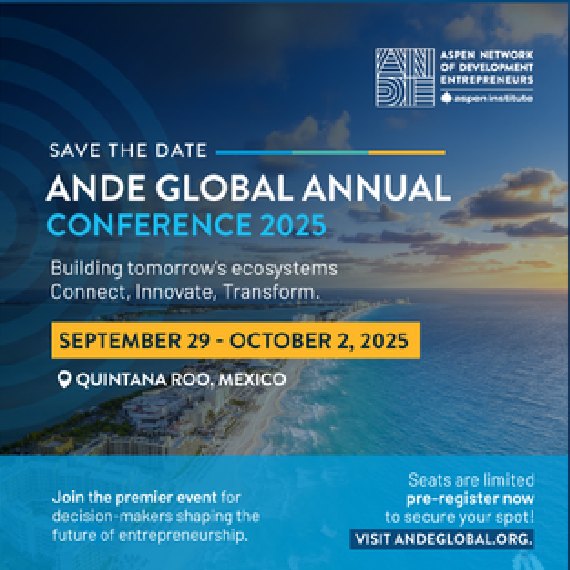 ANDE
ASPEN NETWORK
OF DEVELOPMENT
ENTREPRENEURS
aspen institute
SAVE THE DATE
ANDE GLOBAL ANNUAL
CONFERENCE 2025
Building tomorrow's ecosystems
Connect, Innovate, Transform.
SEPTEMBER 29 - OCTOBER 2, 2025
QUINTANA ROO, MEXICO
Join the premier event for
decision-makers shaping the
future of entrepreneurship.
Seats are limited
pre-register now
to secure your spot!
VISIT ANDEGLOBAL.ORG.